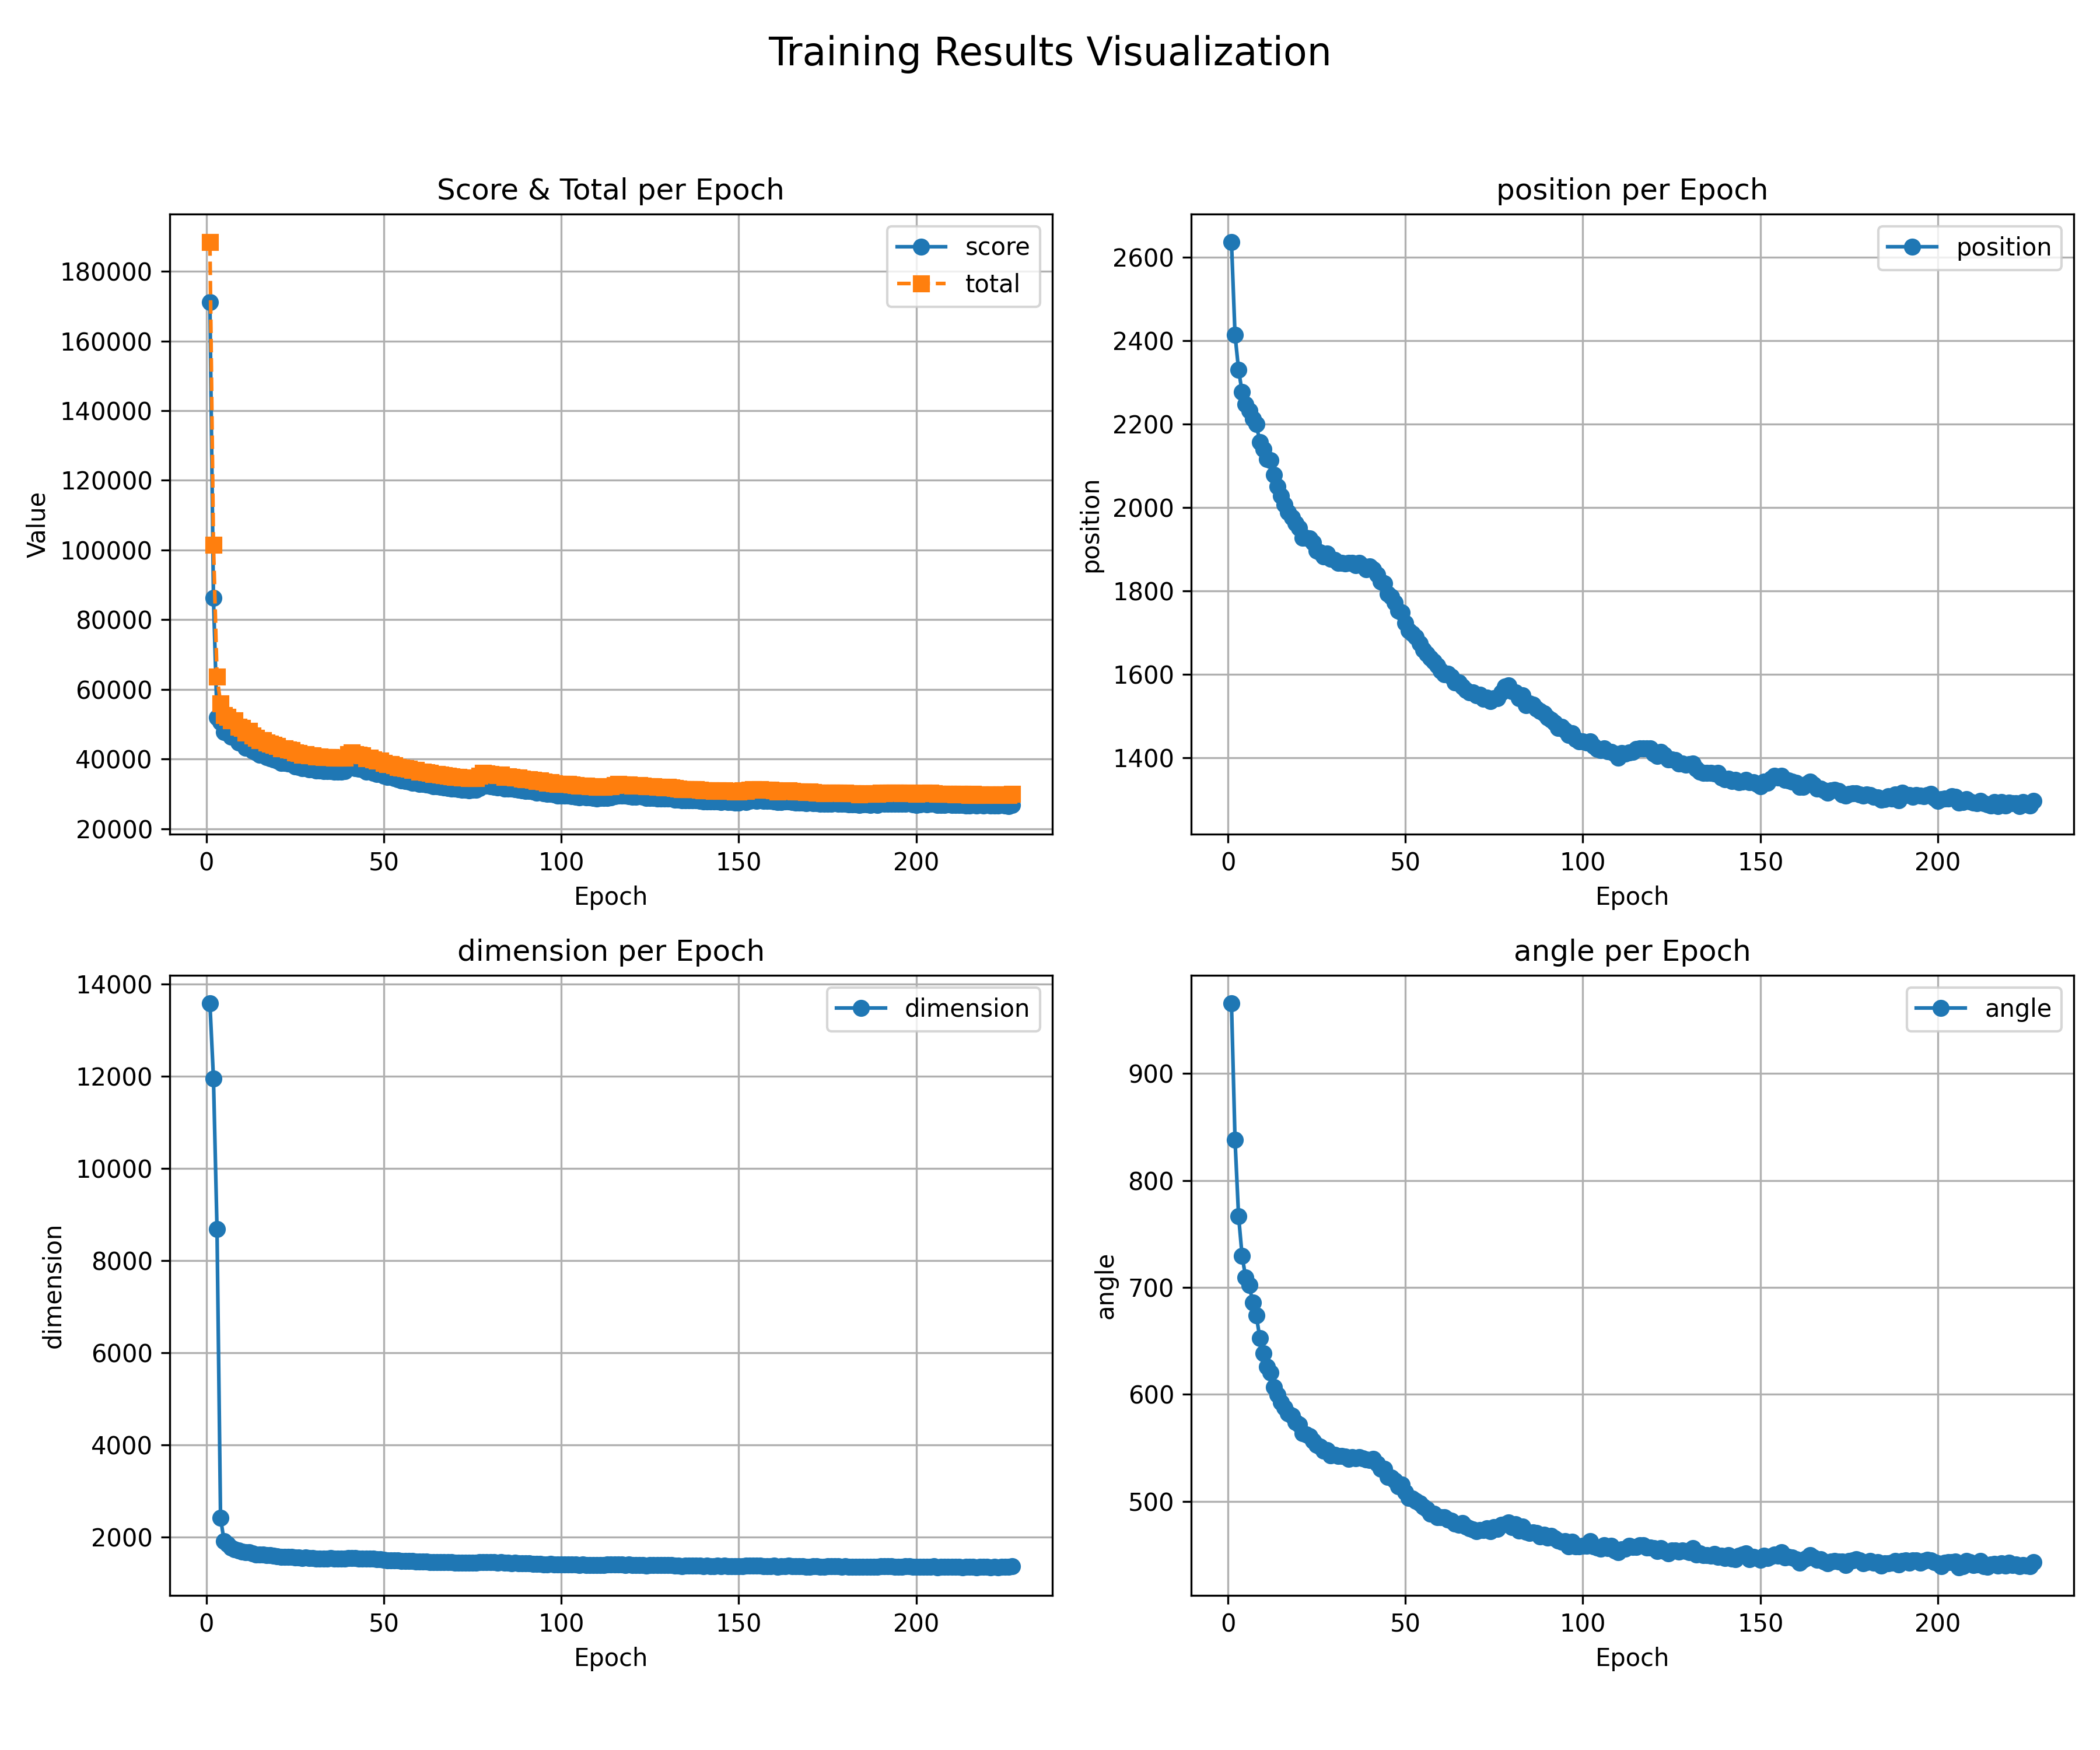 Training Results Visualization
Score & Total per Epoch
Value
180000
160000
140000
120000
100000
80000
60000
40000
20000
score
total
0 50 100 150 200
Epoch
position per Epoch
position
2600
2400
2200
2000
1800
1600
1400
position
0 50 100 150 200
Epoch
dimension per Epoch
dimension
14000
12000
10000
8000
6000
4000
2000
dimension
0 50 100 150 200
Epoch
angle per Epoch
angle
900
800
700
600
500
angle
0 50 100 150 200
Epoch